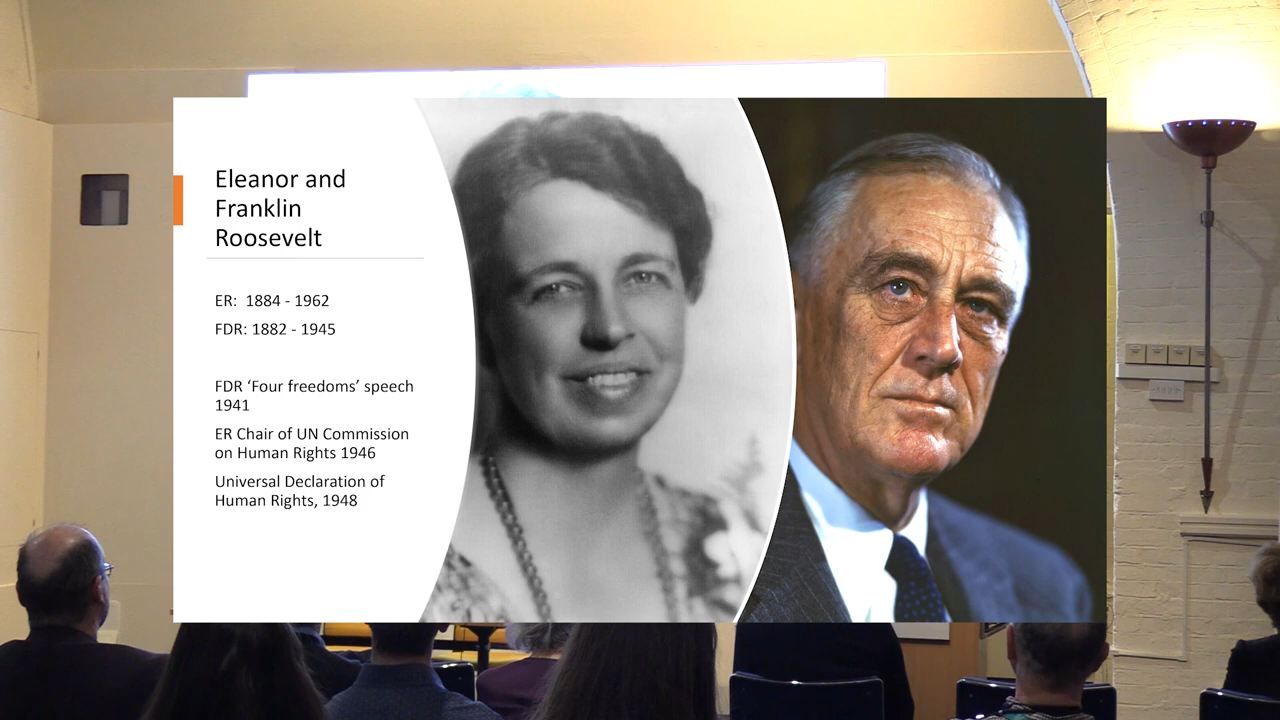 Eleanor and
Franklin
Roosevelt
ER:  1884 - 1962
FDR: 1882 - 1945
FDR ‘Four freedoms’ speech
1941
ER Chair of UN Commission
on Human Rights 1946
Universal Declaration of
Human Rights, 1948